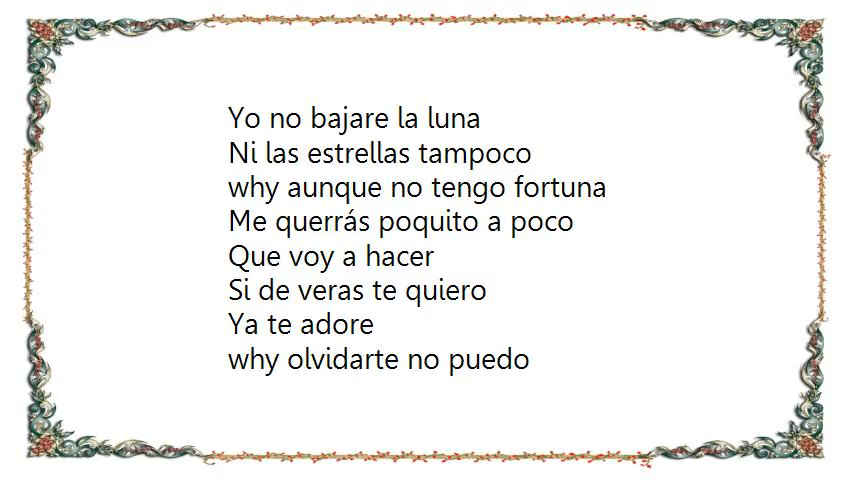 Yo no bajare la luna
Ni las estrellas tampoco
why aunque no tengo fortuna
Me querrás poquito a poco
Que voy a hacer
Si de veras te quiero
Ya te adore
why olvidarte no puedo